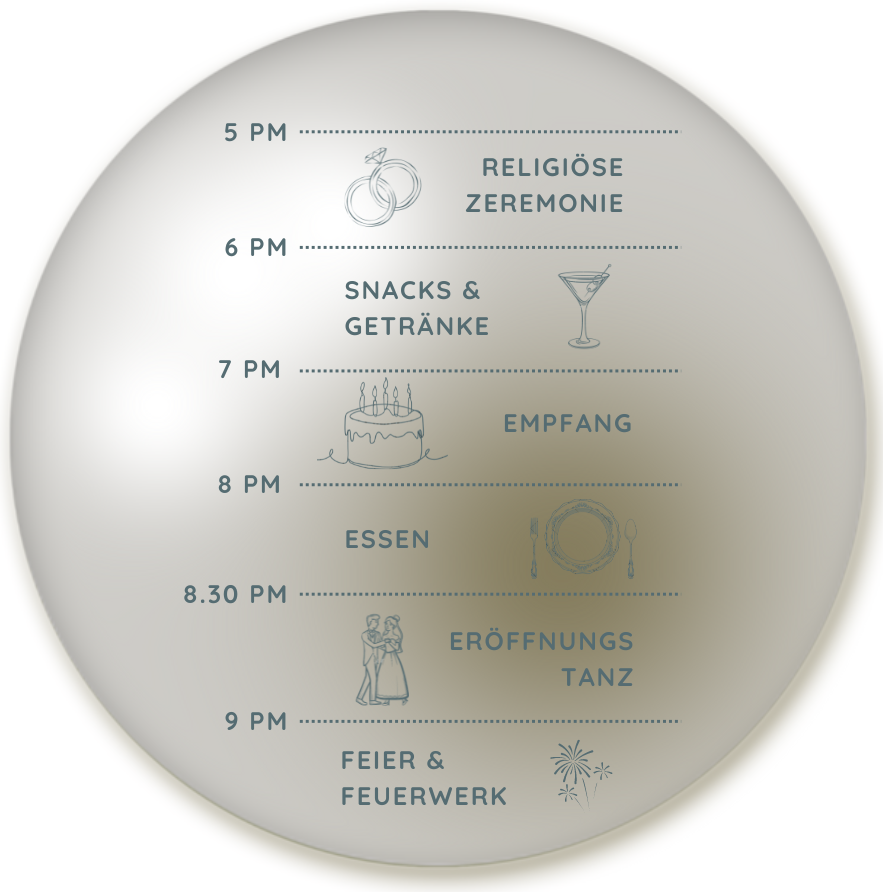 5 PM
RELIGIÖSE
ZEREMONIE
6 PM
SNACKS &
GETRÄNKE
7 PM
EMPFANG
8 PM
ESSEN
8.30 PM
ERÖFFNUNGS
TANZ
9 PM
FEIER &
FEUERWERK